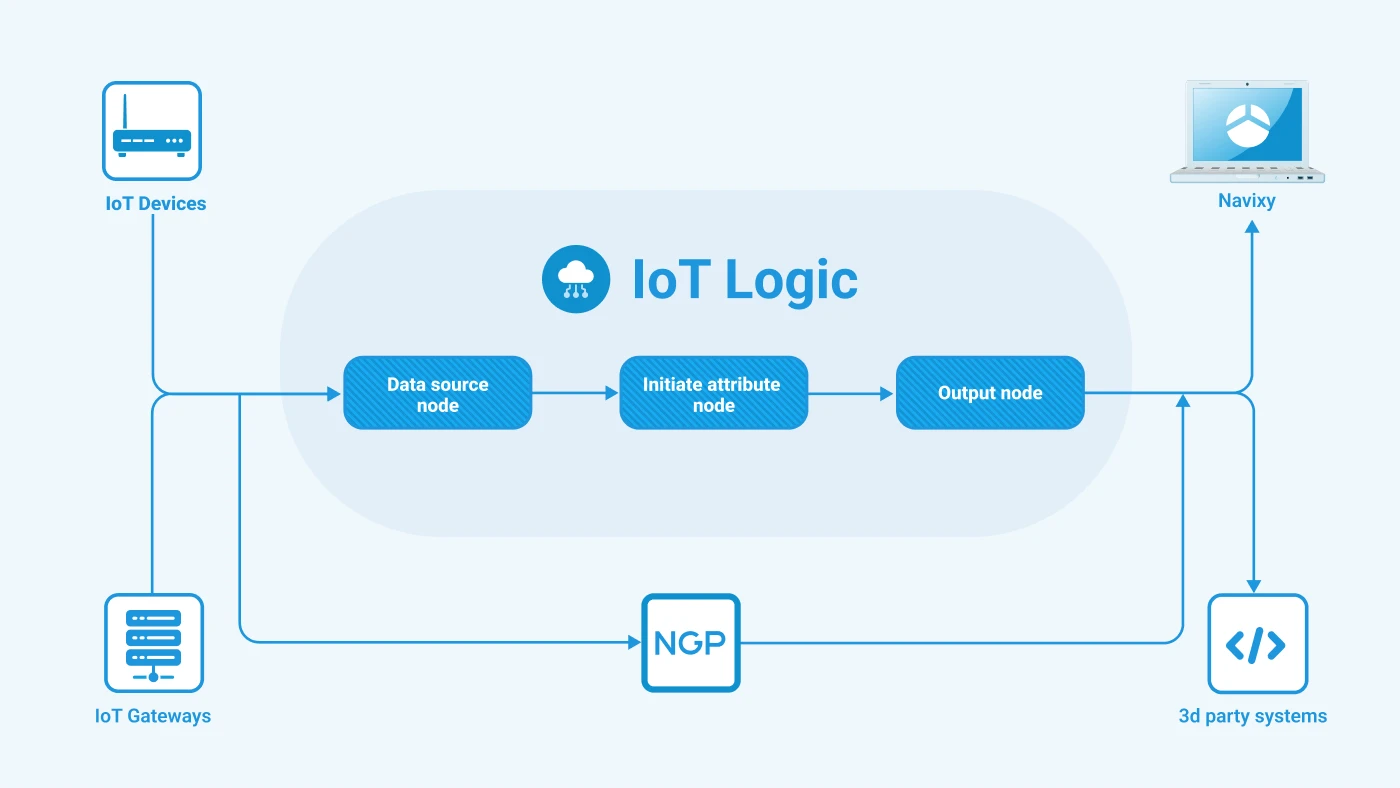 IoT Devices
Navixy
IoT Logic
Data source
node
Initiate attribute
node
Output node
NGP
IoT Gateways
3d party systems